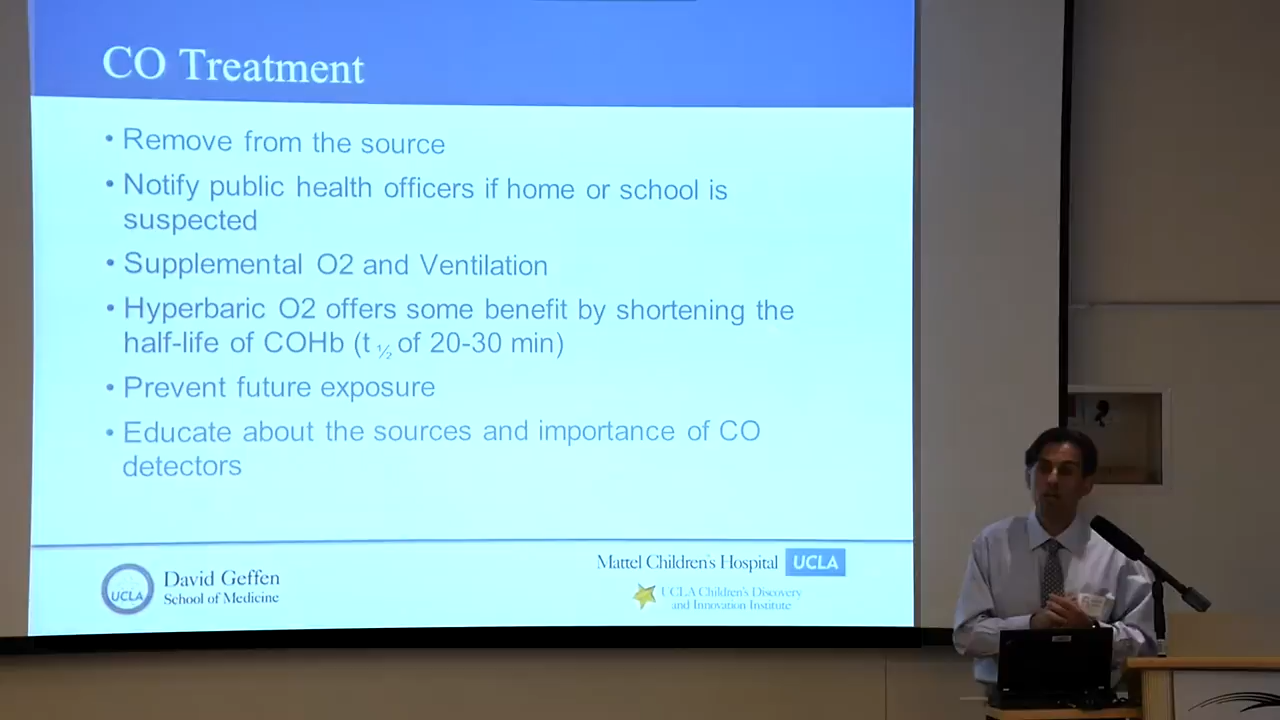 CO Treatment
• Remove from the source
• Notify public health officers if home or school is
suspected
• Supplemental O2 and Ventilation
• Hyperbaric O2 offers some benefit by shortening the
half-life of COHb (t ½ of 20-30 min)
• Prevent future exposure
• Educate about the sources and importance of CO
detectors
UCLA
David Geffen
School of Medicine
Mattel Children's Hospital UCLA
UCLA Children's Discovery
and Innovation Institute